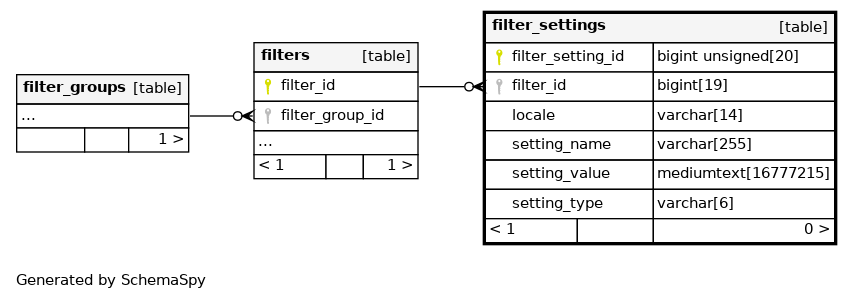 filter_groups [table]
...
1 >
filters [table]
filter_id
filter_group_id
...
< 1 1 >
filter_settings [table]
filter_setting_id bigint unsigned[20]
filter_id bigint[19]
locale varchar[14]
setting_name varchar[255]
setting_value mediumtext[16777215]
setting_type varchar[6]
< 1 0 >
Generated by SchemaSpy